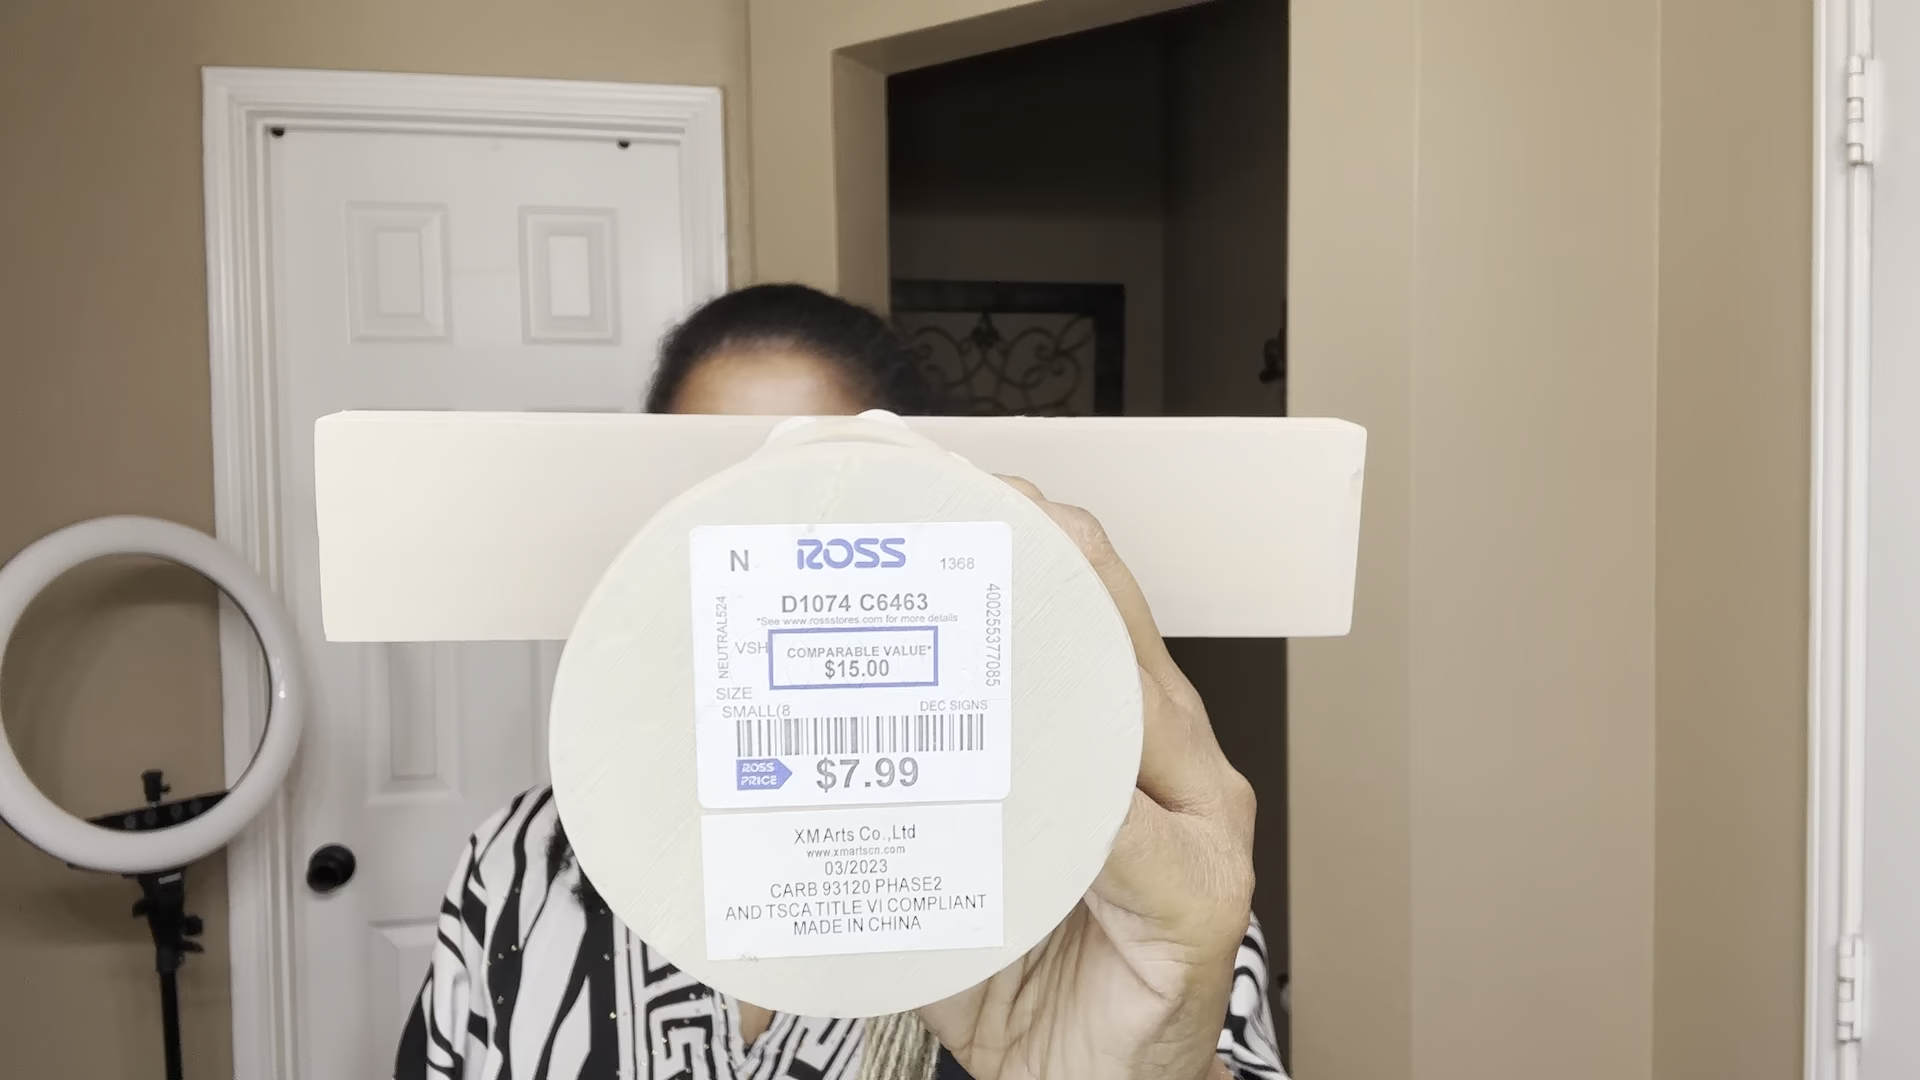 N ROSS 1368
D1074 C6463
*See www.rossstores.com for more details
NEUTRAL524
400255377085
VSH
COMPARABLE VALUE*
$15.00
SIZE
SMALL(8 DEC SIGNS
ROSS PRICE $7.99
XM Arts Co.,Ltd
www.xmartscn.com
03/2023
CARB 93120 PHASE2
AND TSCA TITLE VI COMPLIANT
MADE IN CHINA